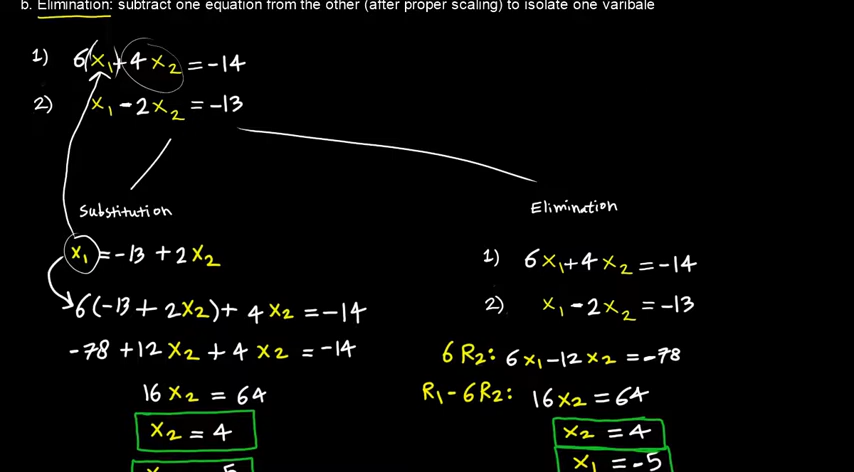 b. Elimination: subtract one equation from the other (after proper scaling) to isolate one varibale
1) 6(x₁)+4x₂ = -14
2) x₁ - 2x₂ = -13
Substitution
x₁ = -13 + 2x₂
6(-13 + 2x₂) + 4x₂ = -14
-78 + 12x₂ + 4x₂ = -14
16x₂ = 64
x₂ = 4
Elimination
1) 6x₁+4x₂ = -14
2) x₁ - 2x₂ = -13
6R₂: 6x₁ - 12x₂ = -78
R₁ - 6R₂: 16x₂ = 64
x₂ = 4
x₁ = -5